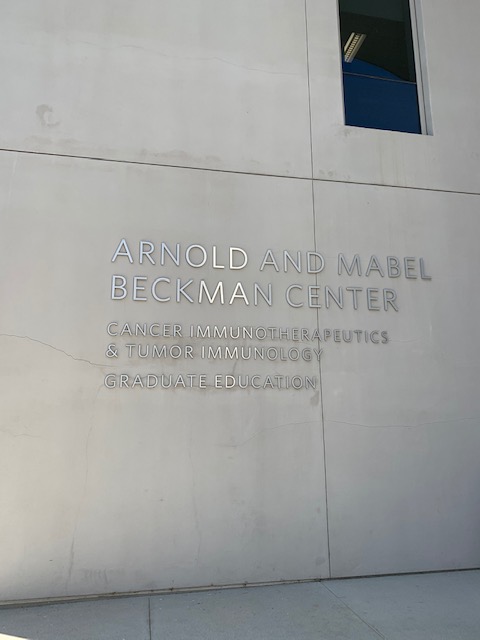 ARNOLD AND MABEL
BECKMAN CENTER
CANCER IMMUNOTHERAPEUTICS
& TUMOR IMMUNOLOGY
GRADUATE EDUCATION